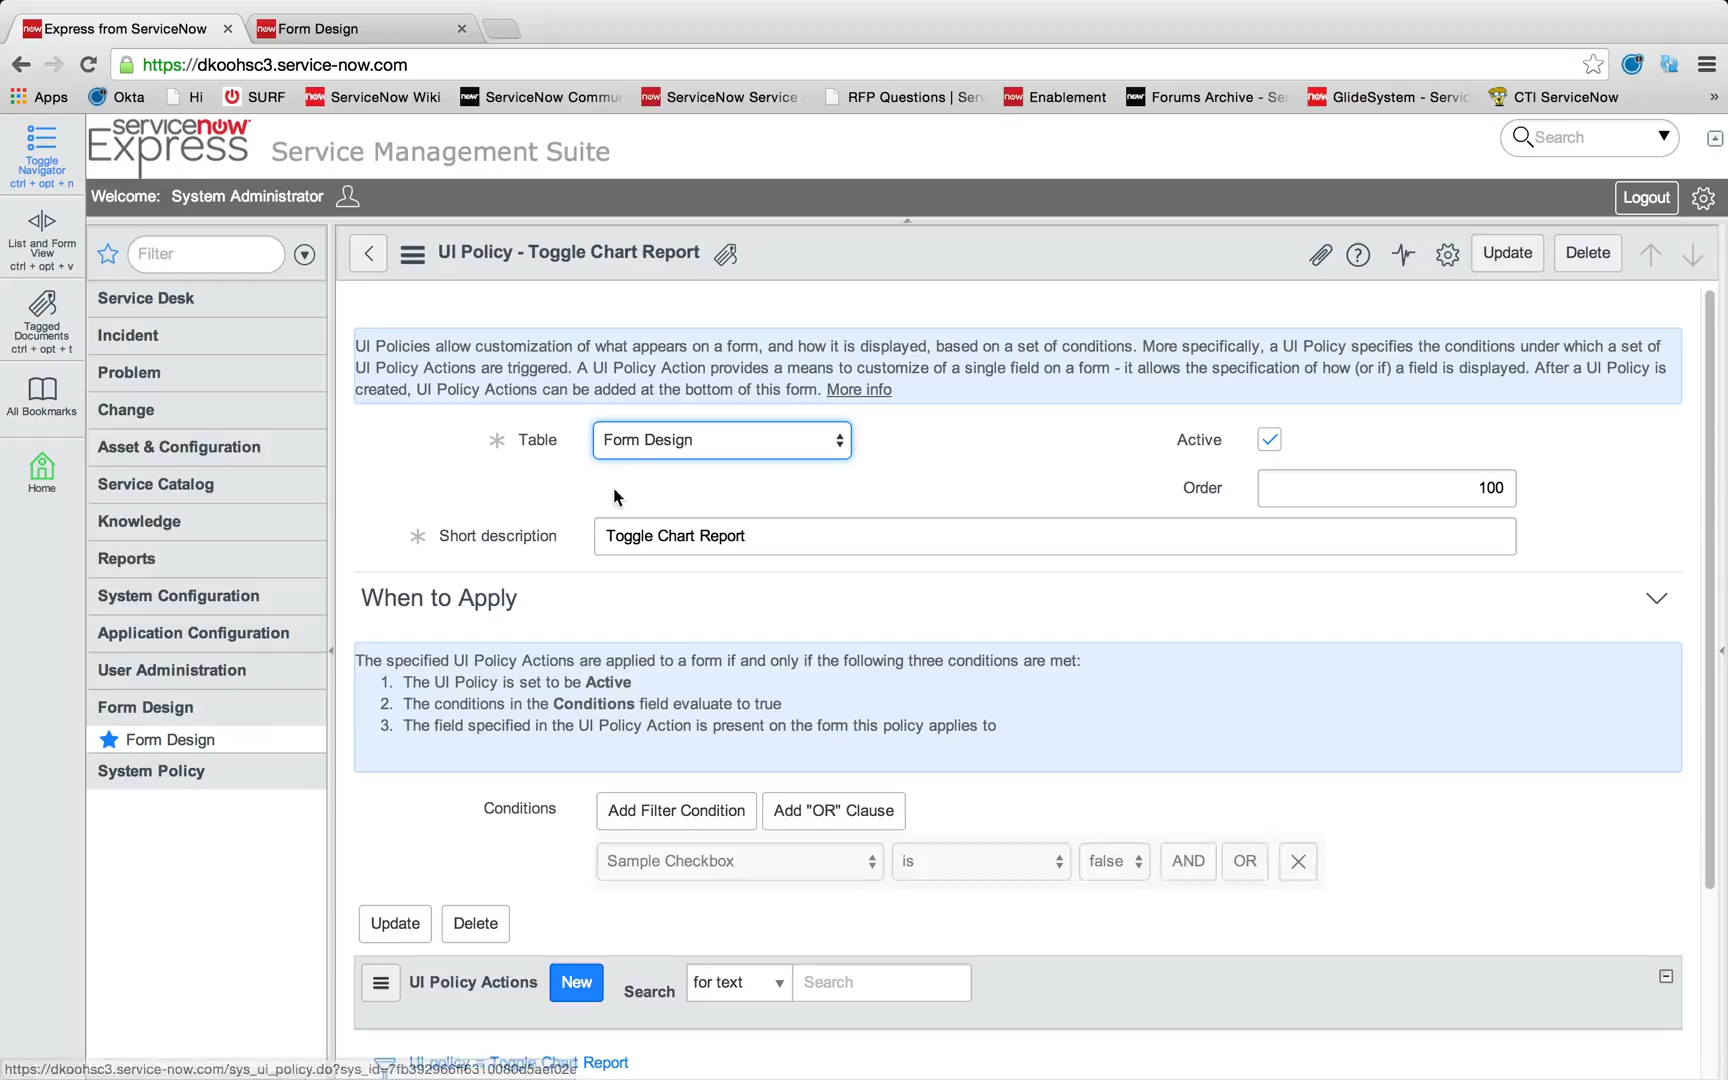 Express from ServiceNow
Form Design
https://dkoohsc3.service-now.com
Apps
Okta
Hi
SURF
ServiceNow Wiki
ServiceNow Commu
ServiceNow Service
RFP Questions | Serv
Enablement
Forums Archive - Se
GlideSystem - Servic
CTI ServiceNow
»
servicenow
Express
Service Management Suite
Search
Toggle
Navigator
ctrl + opt + n
Welcome: System Administrator
Logout
List and Form
View
ctrl + opt + v
Filter
UI Policy - Toggle Chart Report
Update
Delete
Tagged
Documents
ctrl + opt + t
All Bookmarks
Home
Service Desk
Incident
Problem
Change
Asset & Configuration
Service Catalog
Knowledge
Reports
System Configuration
Application Configuration
User Administration
Form Design
Form Design
System Policy
UI Policies allow customization of what appears on a form, and how it is displayed, based on a set of conditions. More specifically, a UI Policy specifies the conditions under which a set of
UI Policy Actions are triggered. A UI Policy Action provides a means to customize of a single field on a form - it allows the specification of how (or if) a field is displayed. After a UI Policy is
created, UI Policy Actions can be added at the bottom of this form. More info
Table Form Design
Active
Order 100
Short description Toggle Chart Report
When to Apply
The specified UI Policy Actions are applied to a form if and only if the following three conditions are met:
1. The UI Policy is set to be Active
2. The conditions in the Conditions field evaluate to true
3. The field specified in the UI Policy Action is present on the form this policy applies to
Conditions Add Filter Condition Add "OR" Clause
Sample Checkbox is false AND OR
Update Delete
UI Policy Actions New Search for text Search
UI policy = Toggle Chart Report